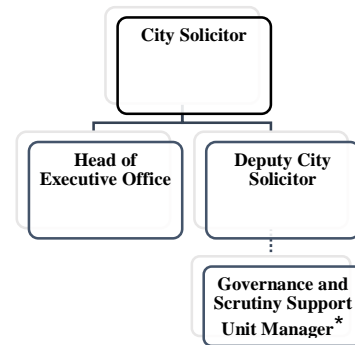 City Solicitor
Head of
Executive Office
Deputy City
Solicitor
Governance and
Scrutiny Support
Unit Manager*